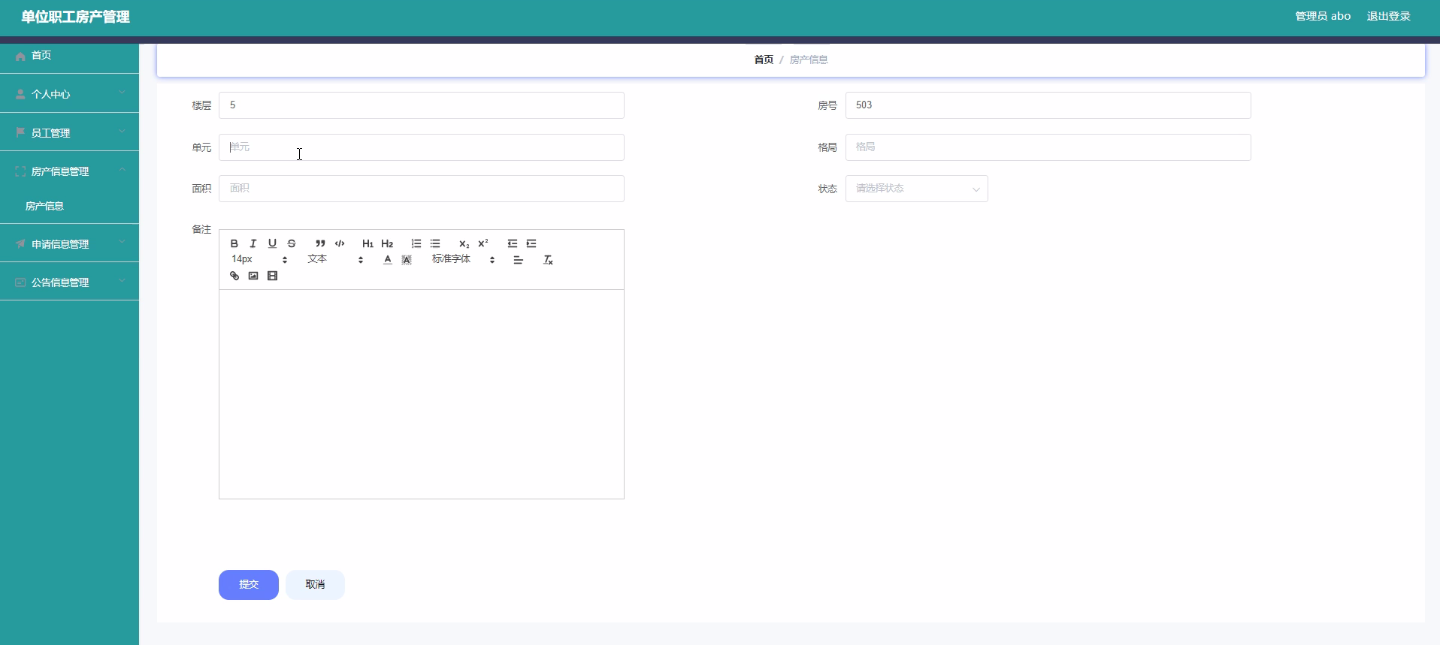 单位职工房产管理
管理员 abo 退出登录
首页
个人中心
员工管理
房产信息管理
房产信息
申请信息管理
公告信息管理
首页 / 房产信息
楼层 5 房号 503
单元 单元 格局 格局
面积 面积 状态 请选择状态
备注
B I U S H1 H2 X2 X2
14px 文本 A A 标准字体 Tx
提交 取消